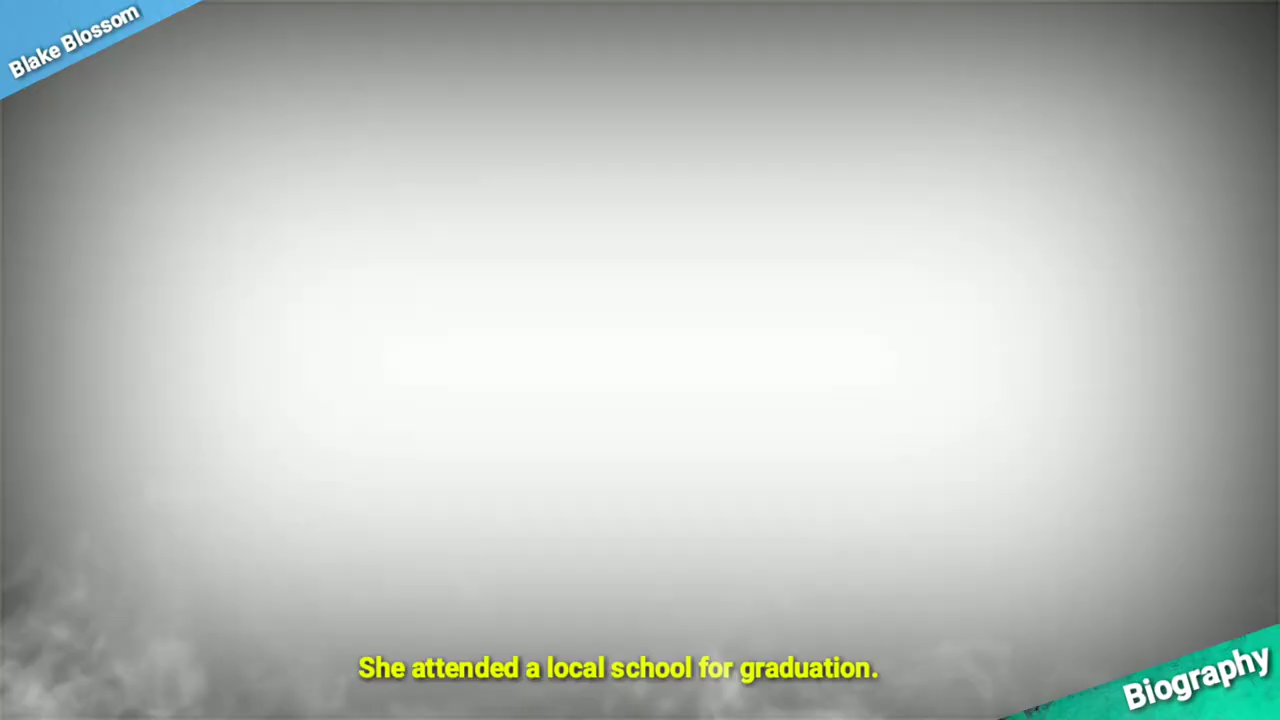 Blake Blossom
She attended a local school for graduation.
Biography